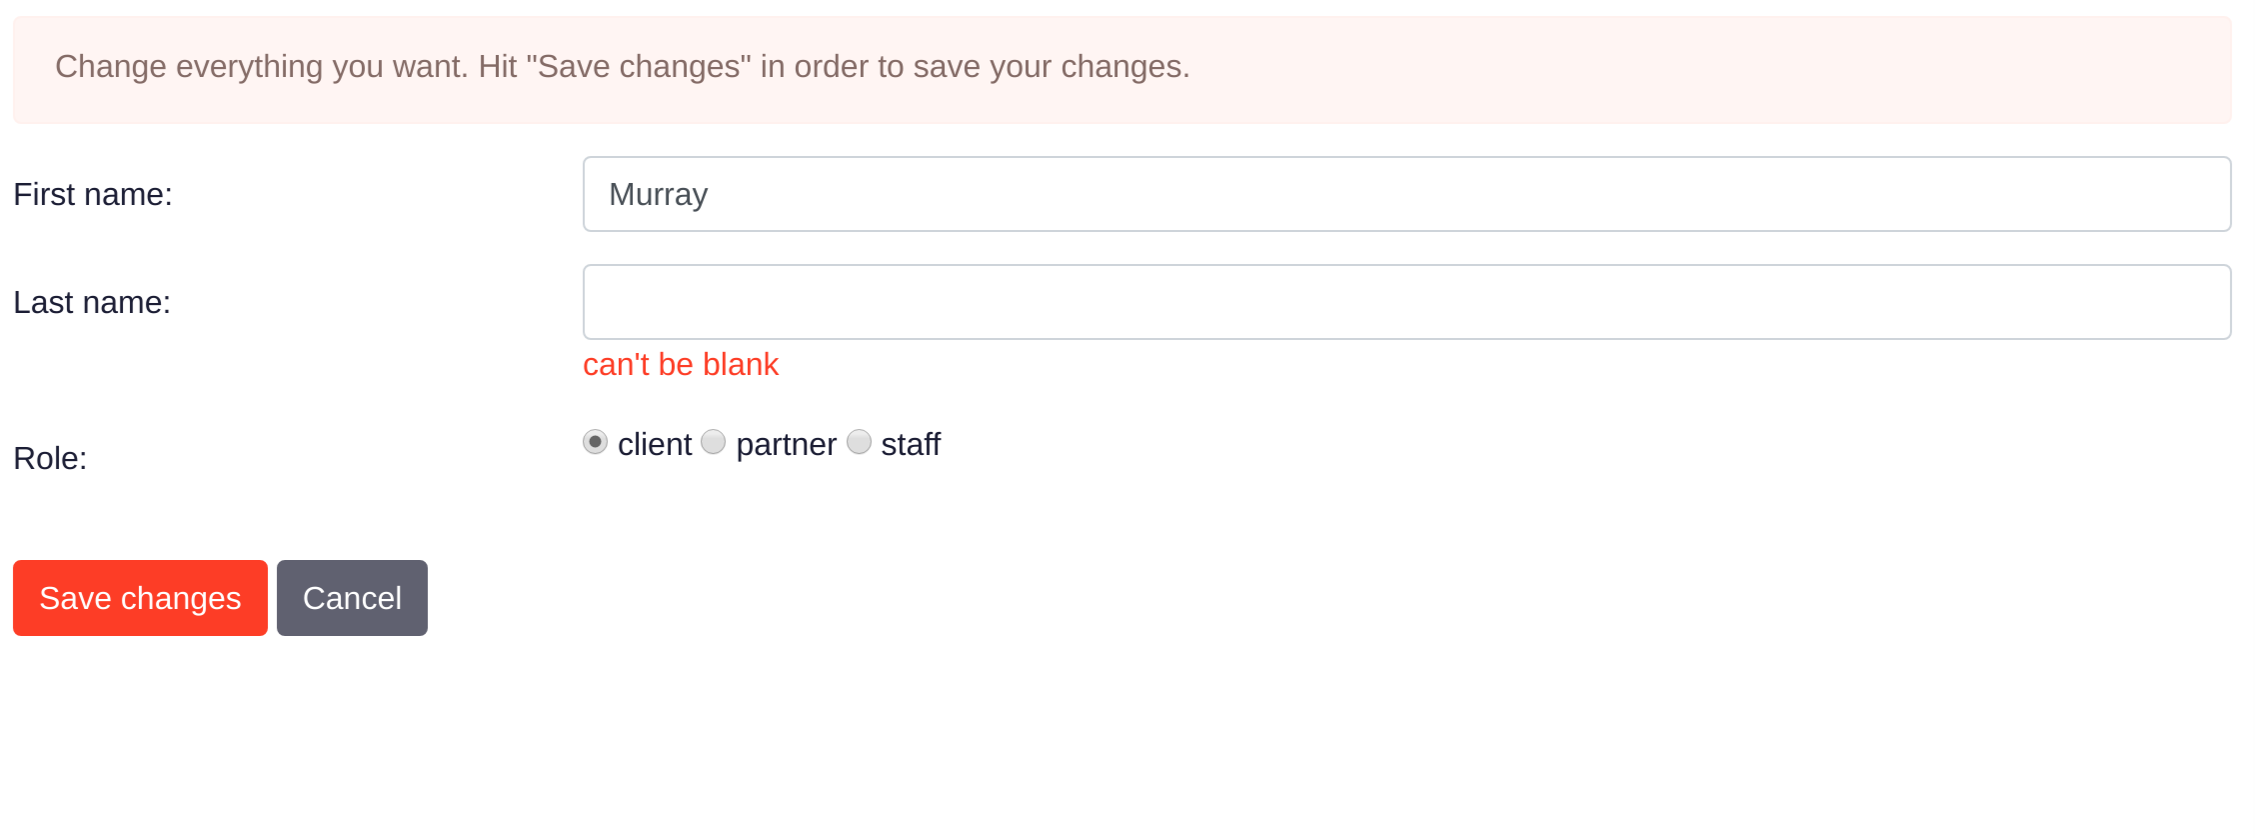 Change everything you want. Hit "Save changes" in order to save your changes.
First name:
Murray
Last name:
can't be blank
Role:
client partner staff
Save changes Cancel